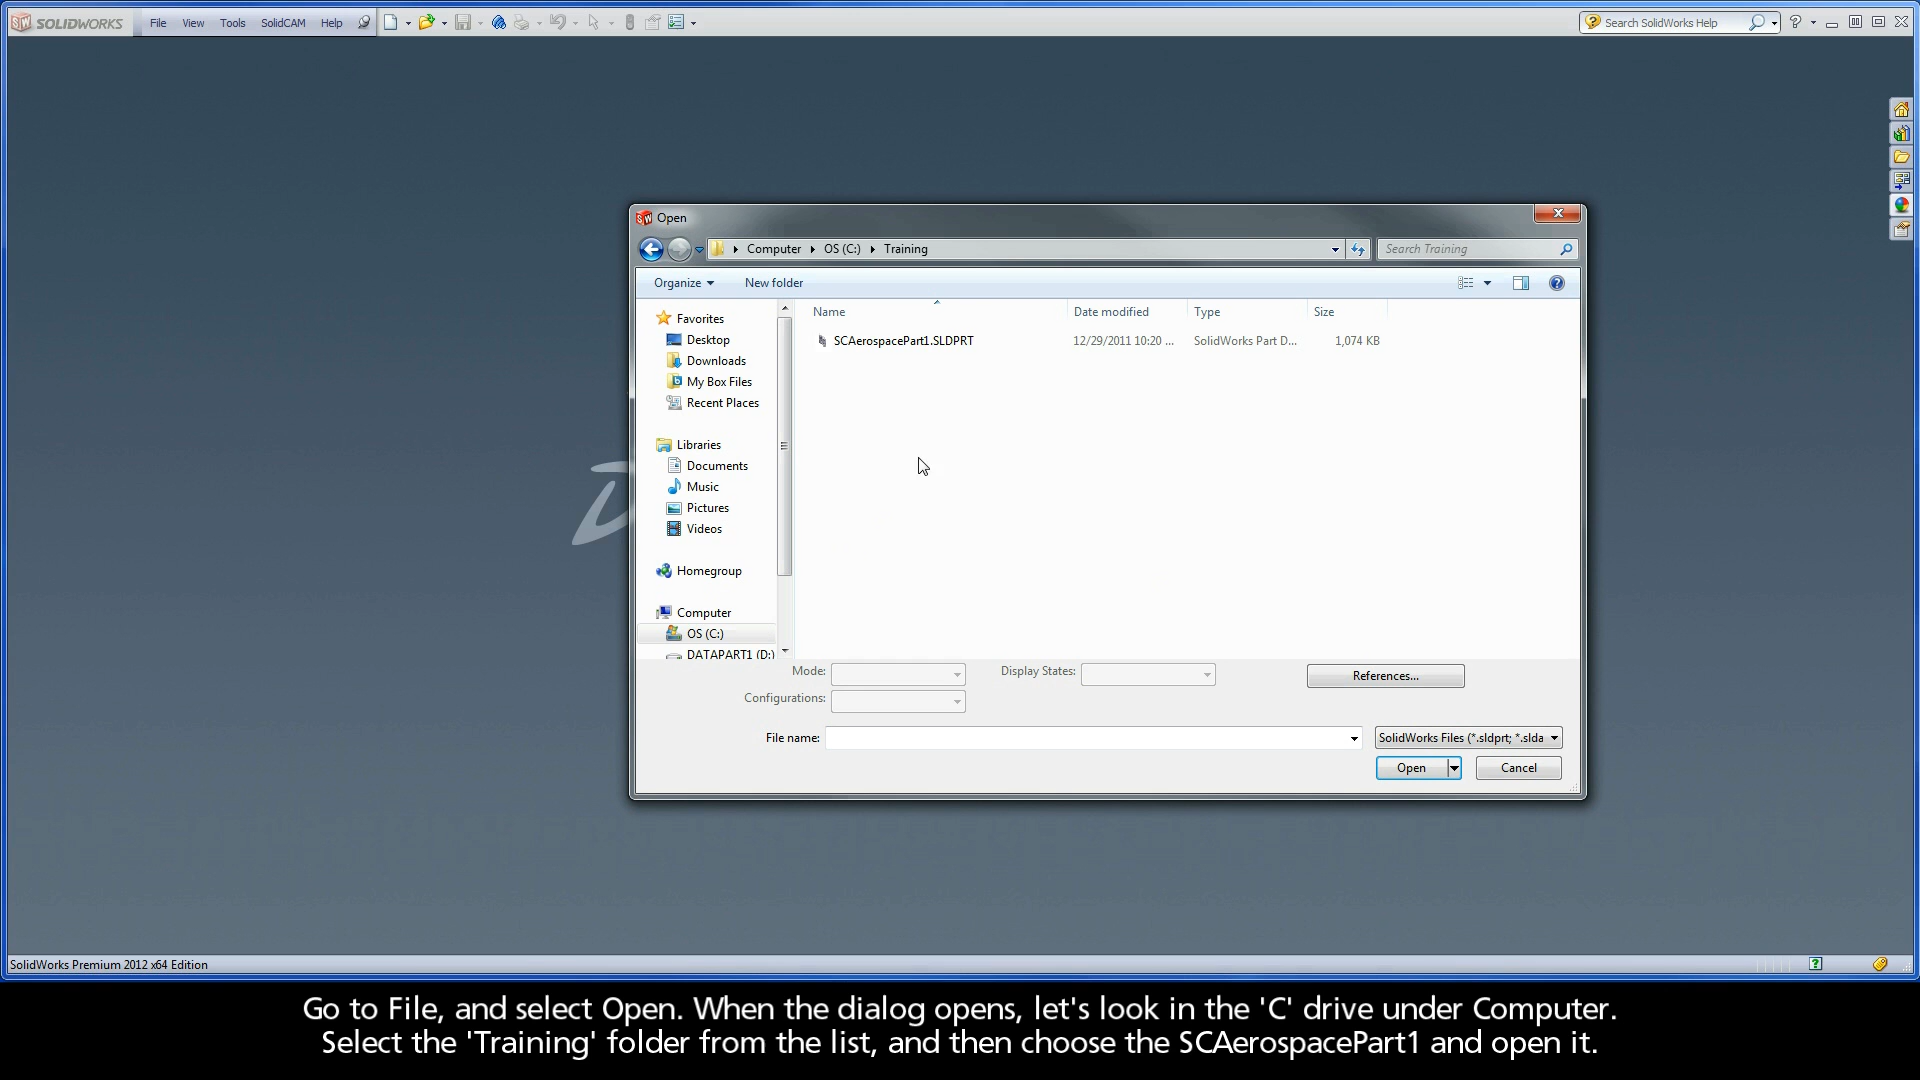 SOLIDWORKS File View Tools SolidCAM Help Search SolidWorks Help
Open
Computer OS (C:) Training Search Training
Organize New folder
Name Date modified Type Size
SCAerospacePart1.SLDPRT 12/29/2011 10:20 ... SolidWorks Part D... 1,074 KB
Favorites
Desktop
Downloads
My Box Files
Recent Places
Libraries
Documents
Music
Pictures
Videos
Homegroup
Computer
OS (C:)
DATAPART1 (D:)
Mode: Display States: References...
Configurations:
File name: SolidWorks Files (*.sldprt; *.slda
Open Cancel
SolidWorks Premium 2012 x64 Edition
Go to File, and select Open. When the dialog opens, let's look in the 'C' drive under Computer.
Select the 'Training' folder from the list, and then choose the SCAerospacePart1 and open it.